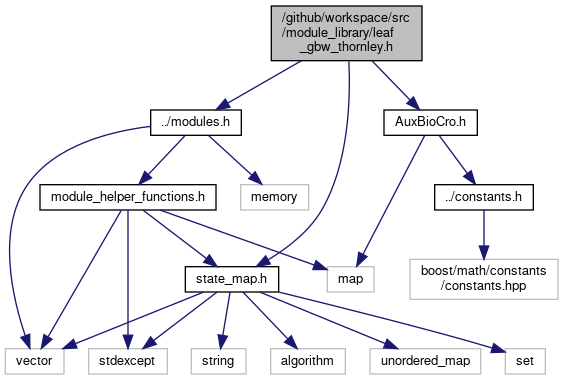 /github/workspace/src
/module_library/leaf
_gbw_thornley.h
../modules.h
AuxBioCro.h
module_helper_functions.h
memory
../constants.h
state_map.h
map
boost/math/constants
/constants.hpp
vector
stdexcept
string
algorithm
unordered_map
set